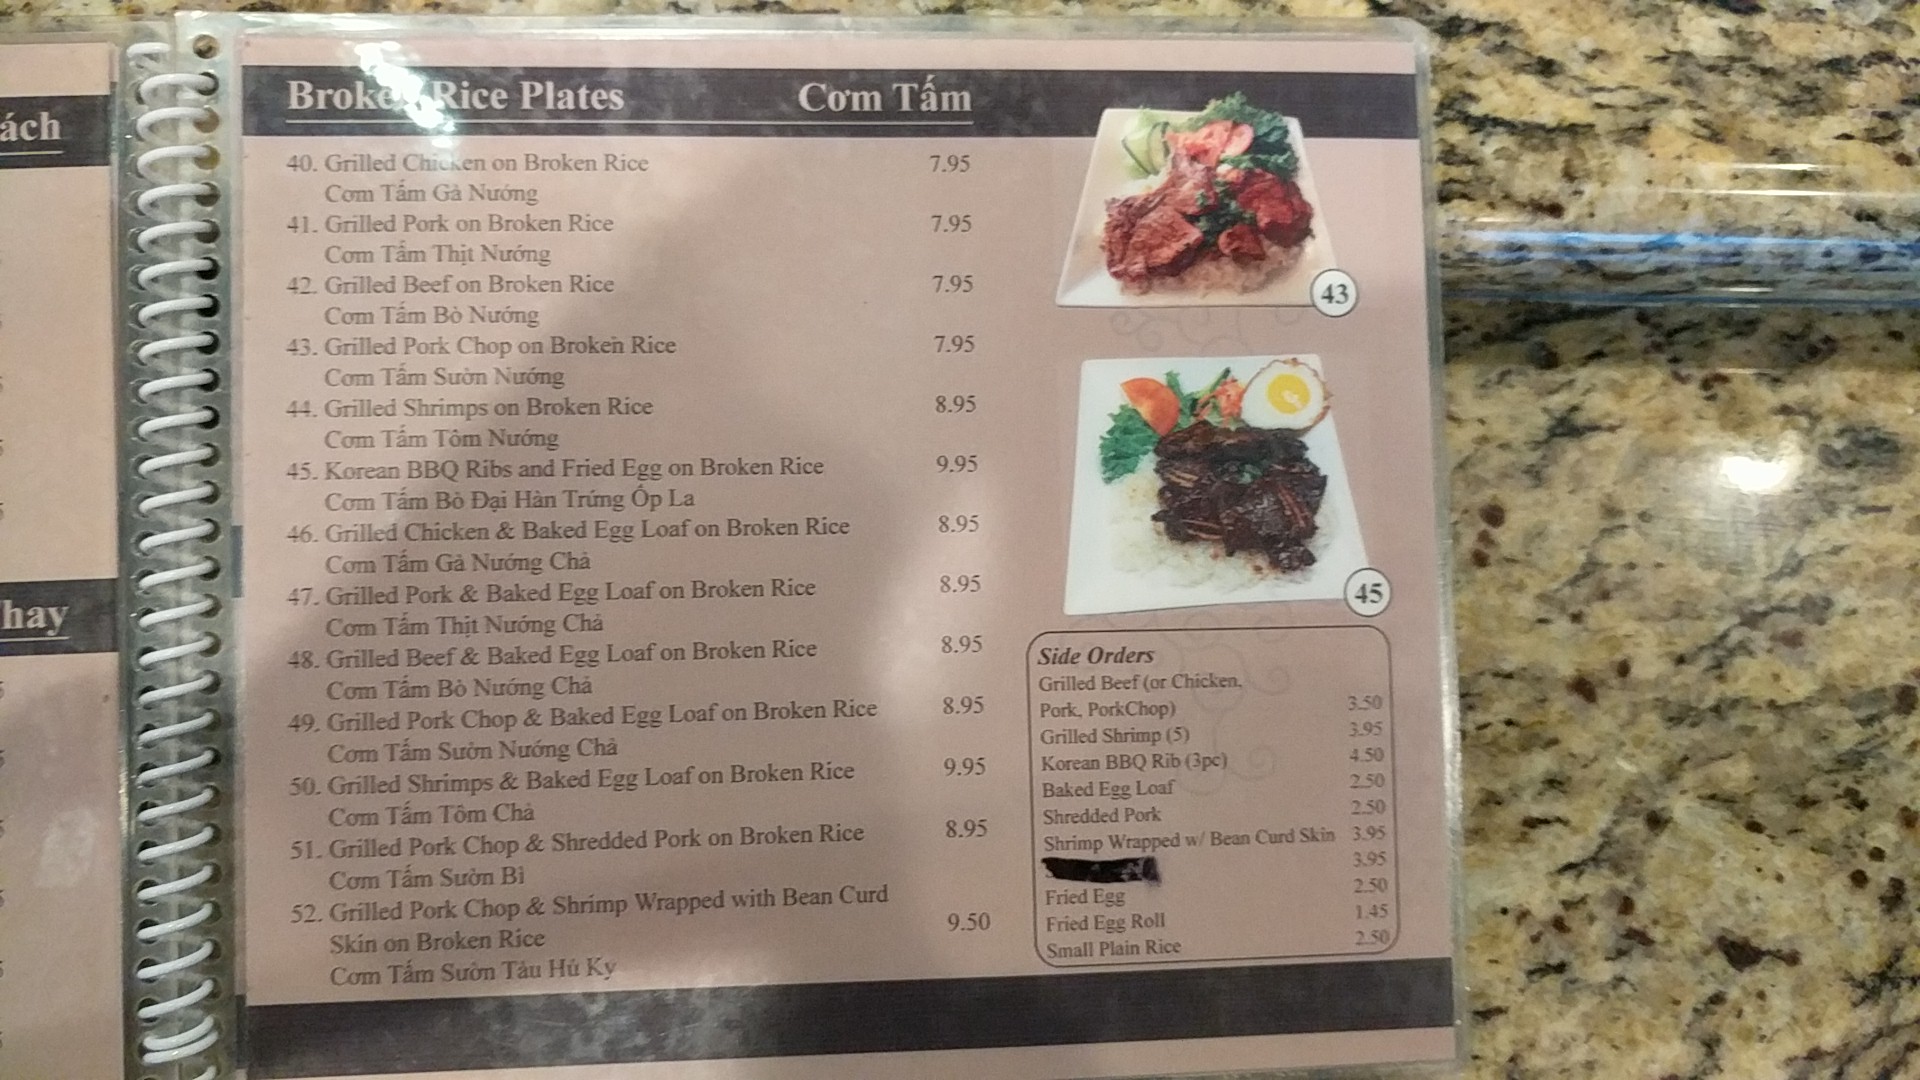 ách
hay
Broken Rice Plates Cơm Tấm
40. Grilled Chicken on Broken Rice 7.95
Cơm Tấm Gà Nướng
41. Grilled Pork on Broken Rice 7.95
Cơm Tấm Thịt Nướng
42. Grilled Beef on Broken Rice 7.95
Cơm Tấm Bò Nướng
43. Grilled Pork Chop on Broken Rice 7.95
Cơm Tấm Sườn Nướng
44. Grilled Shrimps on Broken Rice 8.95
Cơm Tấm Tôm Nướng
45. Korean BBQ Ribs and Fried Egg on Broken Rice 9.95
Cơm Tấm Bò Đại Hàn Trứng Ốp La
46. Grilled Chicken & Baked Egg Loaf on Broken Rice 8.95
Cơm Tấm Gà Nướng Chả
47. Grilled Pork & Baked Egg Loaf on Broken Rice 8.95
Cơm Tấm Thịt Nướng Chả
48. Grilled Beef & Baked Egg Loaf on Broken Rice 8.95
Cơm Tấm Bò Nướng Chả
49. Grilled Pork Chop & Baked Egg Loaf on Broken Rice 8.95
Cơm Tấm Sườn Nướng Chả
50. Grilled Shrimps & Baked Egg Loaf on Broken Rice 9.95
Cơm Tấm Tôm Chả
51. Grilled Pork Chop & Shredded Pork on Broken Rice 8.95
Cơm Tấm Sườn Bì
52. Grilled Pork Chop & Shrimp Wrapped with Bean Curd
Skin on Broken Rice 9.50
Cơm Tấm Sườn Tàu Hủ Ky
43
45
Side Orders
Grilled Beef (or Chicken,
Pork, PorkChop) 3.50
Grilled Shrimp (5) 3.95
Korean BBQ Rib (3pc) 4.50
Baked Egg Loaf 2.50
Shredded Pork 2.50
Shrimp Wrapped w/ Bean Curd Skin 3.95
3.95
Fried Egg 2.50
Fried Egg Roll 1.45
Small Plain Rice 2.50